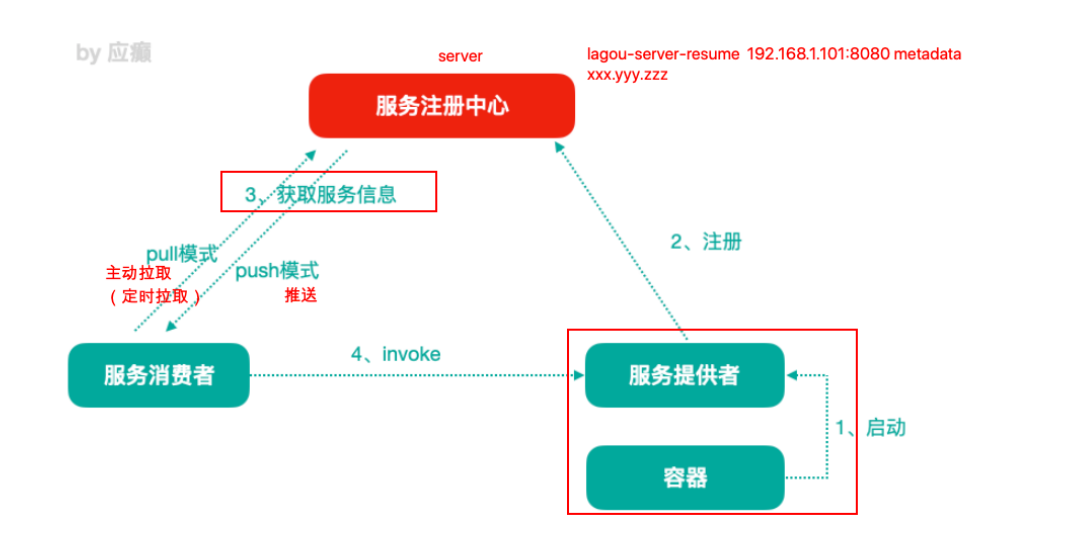 by 应癫
server
lagou-server-resume 192.168.1.101:8080 metadata
xxx.yyy.zzz
服务注册中心
3、获取服务信息
2、注册
pull模式
主动拉取
（定时拉取）
push模式
推送
4、invoke
服务消费者
服务提供者
1、启动
容器